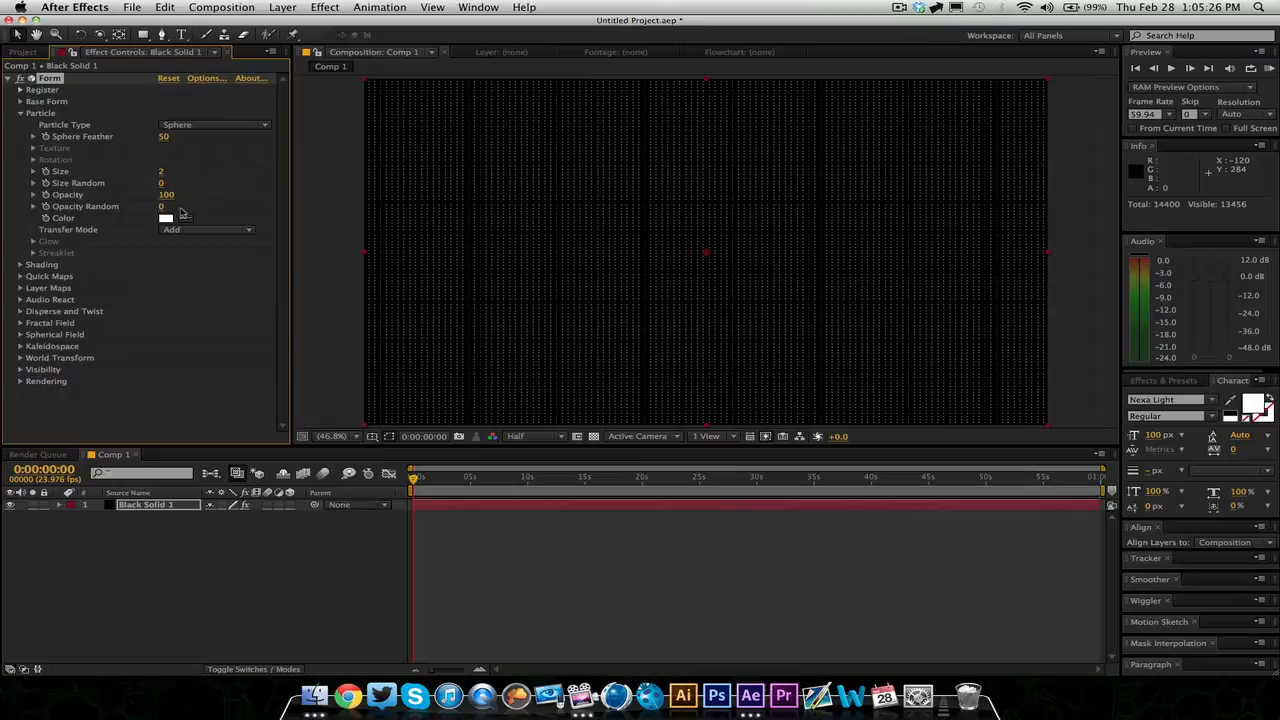 After Effects File Edit Composition Layer Effect Animation View Window Help (99%) Thu Feb 28 1:05:26 PM
Untitled Project.aep *
Workspace: All Panels Search Help
Project Effect Controls: Black Solid 1 Composition: Comp 1 Layer: (none) Footage: (none) Flowchart: (none) Preview
Comp 1 • Black Solid 1 Comp 1
fx Form Reset Options... About...
Register
Base Form
Particle
Particle Type Sphere
Sphere Feather 50
Texture
Rotation
Size 2
Size Random 0
Opacity 100
Opacity Random 0
Color
Transfer Mode Add
Glow
Streaklet
Shading
Quick Maps
Layer Maps
Audio React
Disperse and Twist
Fractal Field
Spherical Field
Kaleidospace
World Transform
Visibility
Rendering
(46.8%) 0:00:00:00 Half Active Camera 1 View +0.0
RAM Preview Options
Frame Rate Skip Resolution
59.94 0 Auto
From Current Time Full Screen
Info
R : X : -120
G : Y : 284
B :
A : 0
Total: 14400 Visible: 13456
Audio
0.0 12.0 dB
-3.0
-6.0 0.0 dB
-9.0
-12.0 -12.0
-15.0 -24.0
-18.0
-21.0 -36.0
-24.0 -48.0 dB
Effects & Presets Charact
Nexa Light
Regular
100 px Auto
Metrics 0
- px
100 % 100 %
0 px 0 %
Align
Align Layers to: Composition
Tracker
Smoother
Wiggler
Motion Sketch
Mask Interpolation
Paragraph
Render Queue Comp 1
0:00:00:00
00000 (23.976 fps)
# Source Name Parent
1 Black Solid 1 None
05s 10s 15s 20s 25s 30s 35s 40s 45s 50s 55s
Toggle Switches / Modes
Ai Ps Ae Pr W 28